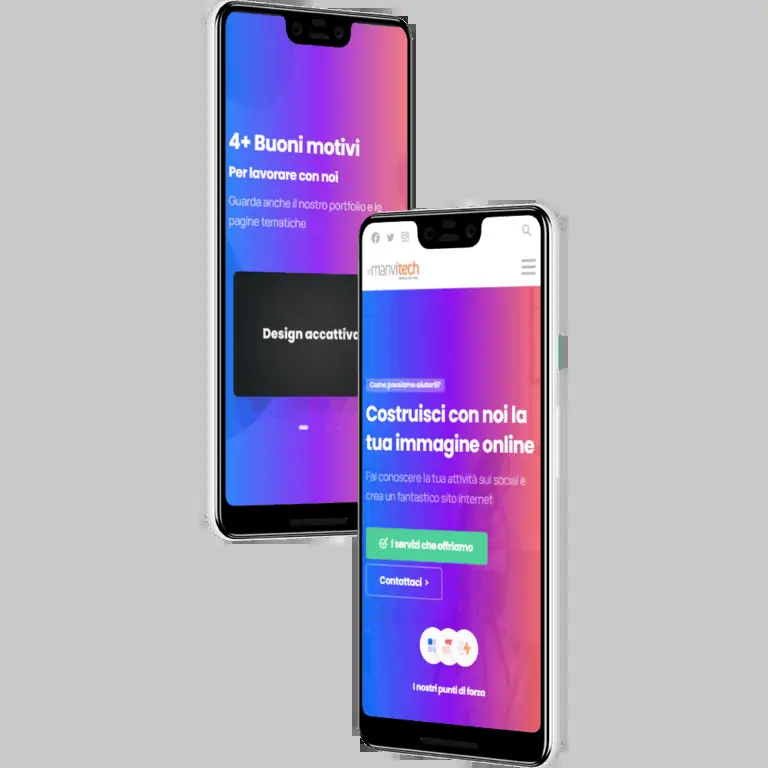 4+ Buoni motivi
Per lavorare con noi
Guarda anche il nostro portfolio e le
pagine tematiche
Design accattiva
manvitech
Come possiamo aiutarti?
Costruisci con noi la
tua immagine online
Fai conoscere la tua attività sui social e
crea un fantastico sito internet
I servizi che offriamo
Contattaci >
I nostri punti di forza